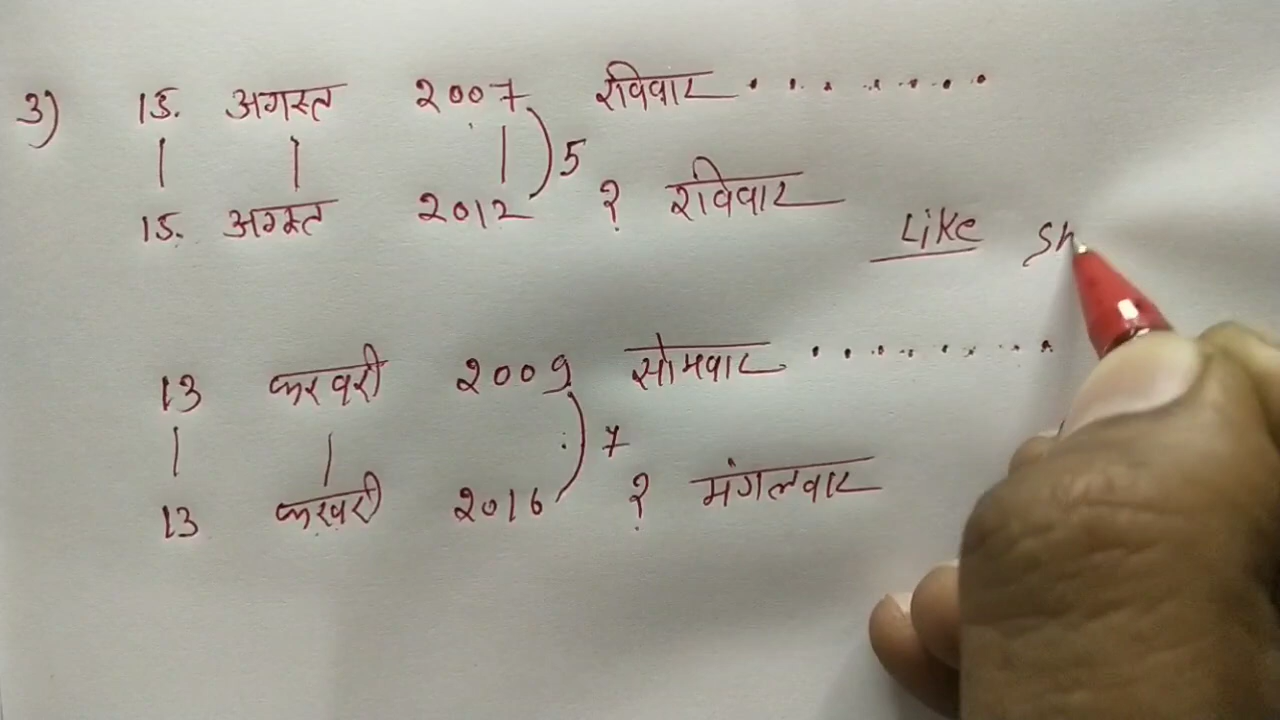 3) 15. अगस्त 2007 रविवार .........
5
15. अगस्त 2012 ? रविवार
Like Sh
13 फरवरी 2009 सोमवार ........
7
13 फरवरी 2016 ? मंगलवार